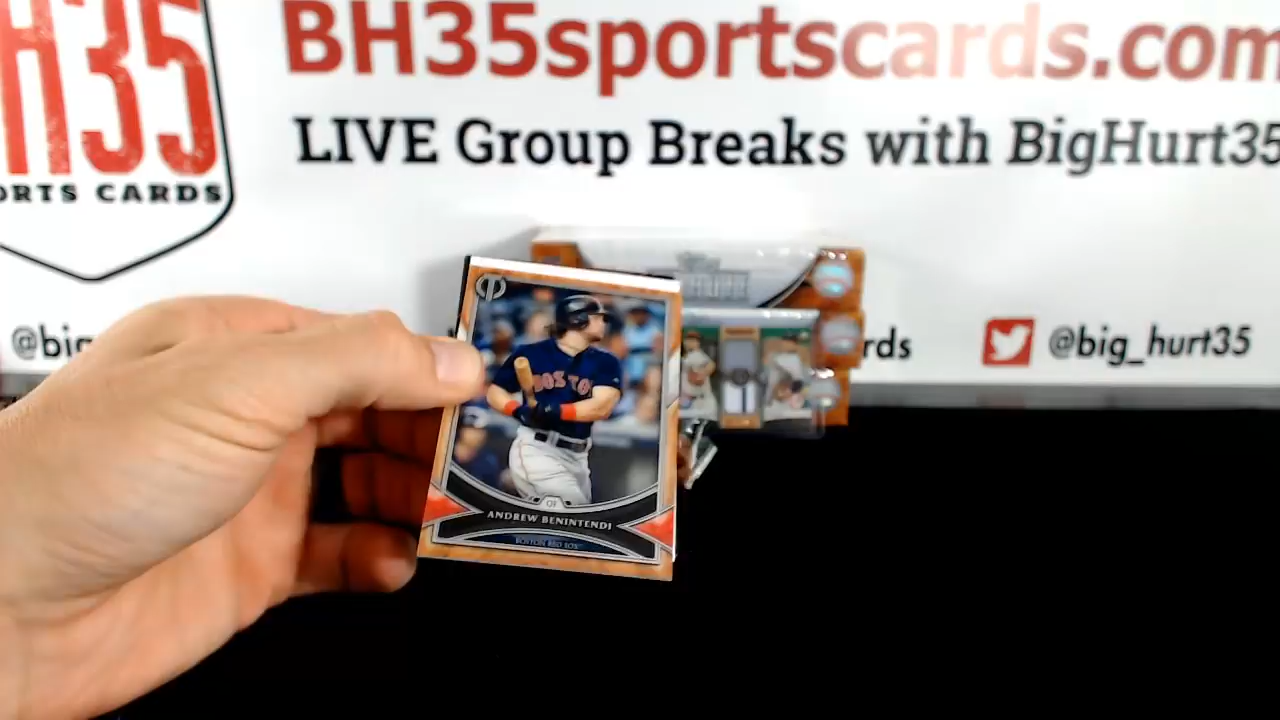 H35
ORTS CARDS
BH35sportscards.com
LIVE Group Breaks with BigHurt35
@big
rds
@big_hurt35
BOSTO
OF
ANDREW BENINTENDI
BOSTON RED SOX